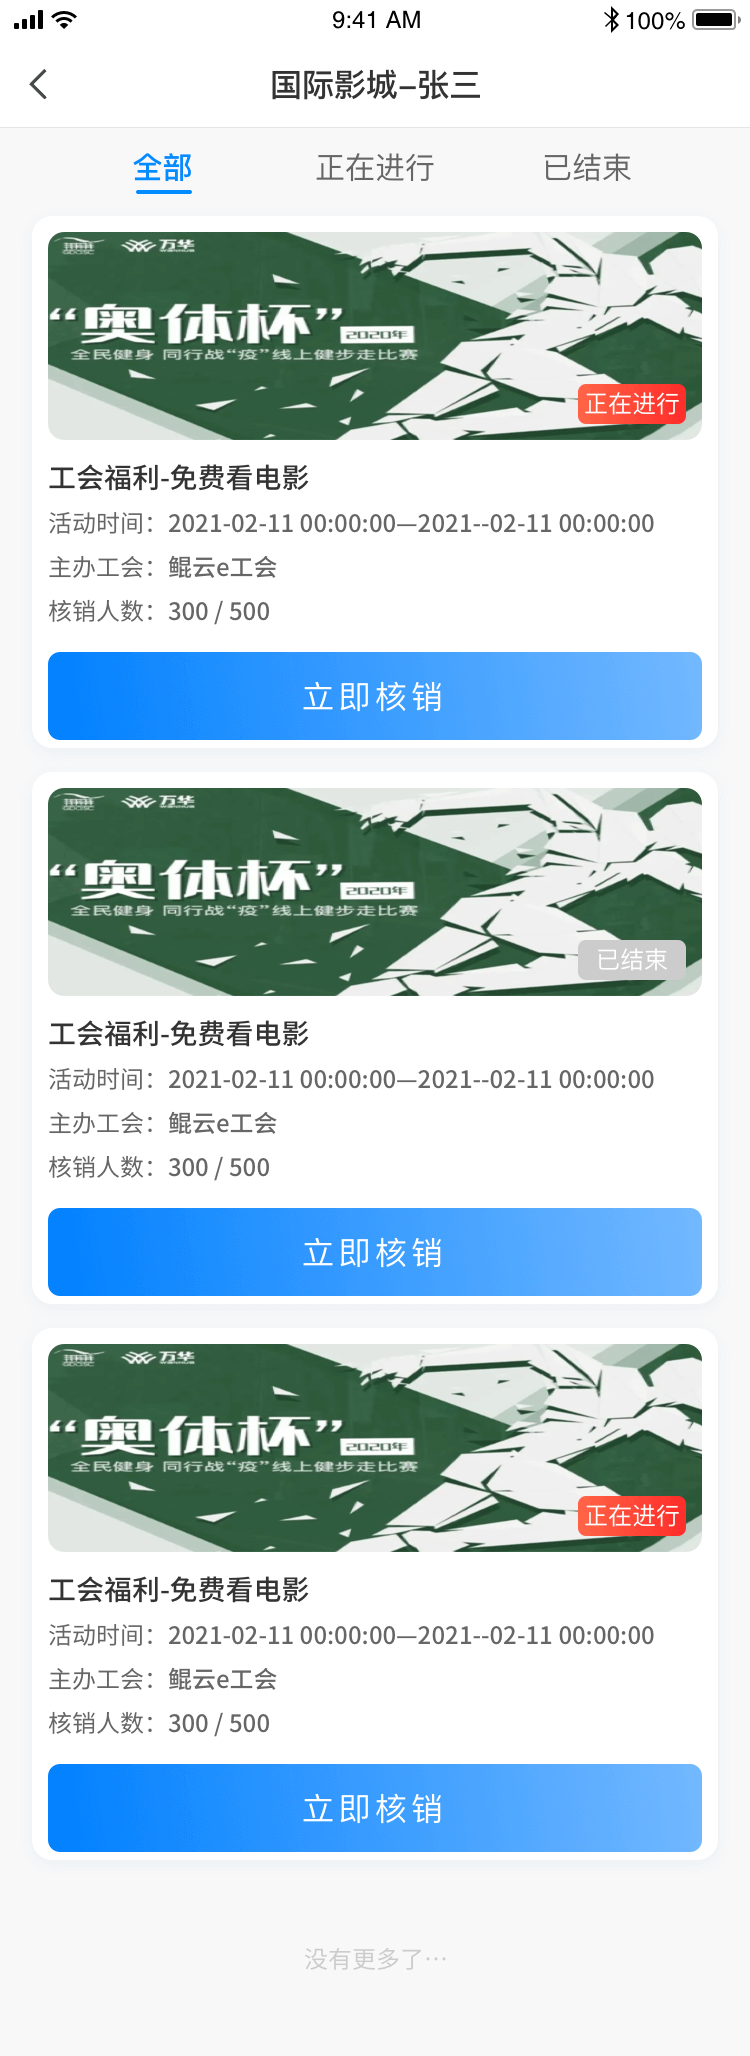 9:41 AM
100%
国际影城–张三
全部
正在进行
已结束
万华
“奥体杯”
2020年
全民健身 同行战“疫”线上健步走比赛
正在进行
工会福利-免费看电影
活动时间：2021-02-11 00:00:00—2021--02-11 00:00:00
主办工会：鲲云e工会
核销人数：300 / 500
立即核销
万华
“奥体杯”
2020年
全民健身 同行战“疫”线上健步走比赛
已结束
工会福利-免费看电影
活动时间：2021-02-11 00:00:00—2021--02-11 00:00:00
主办工会：鲲云e工会
核销人数：300 / 500
立即核销
万华
“奥体杯”
2020年
全民健身 同行战“疫”线上健步走比赛
正在进行
工会福利-免费看电影
活动时间：2021-02-11 00:00:00—2021--02-11 00:00:00
主办工会：鲲云e工会
核销人数：300 / 500
立即核销
没有更多了···